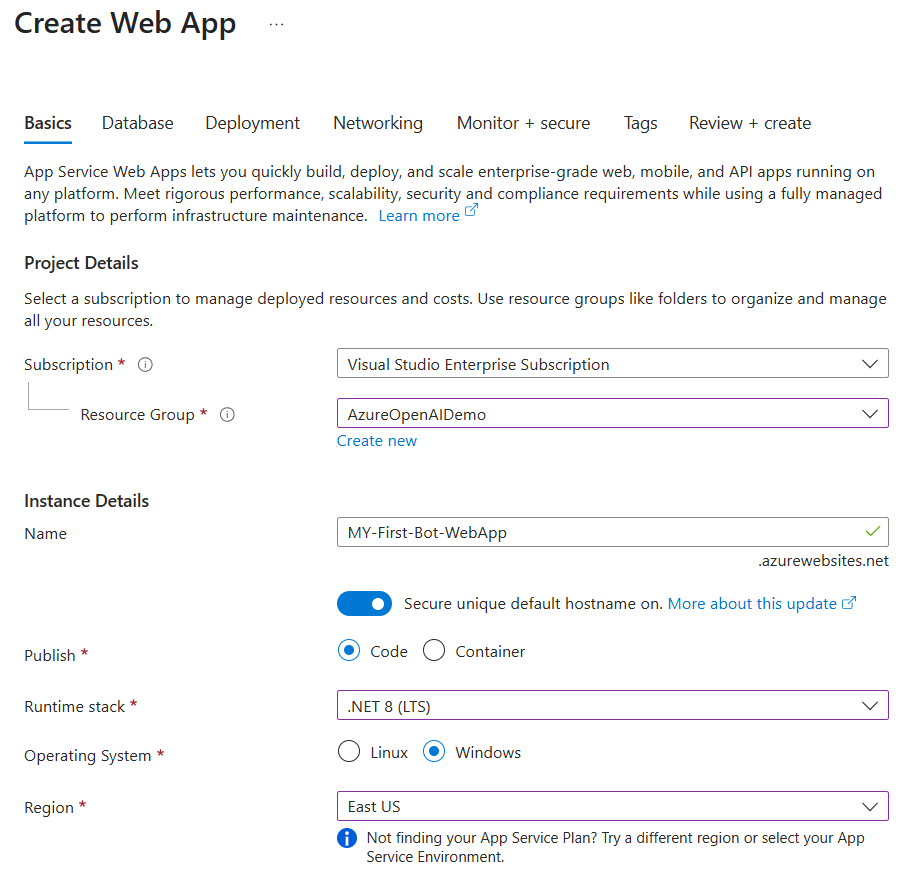 Create Web App ...
Basics Database Deployment Networking Monitor + secure Tags Review + create
App Service Web Apps lets you quickly build, deploy, and scale enterprise-grade web, mobile, and API apps running on
any platform. Meet rigorous performance, scalability, security and compliance requirements while using a fully managed
platform to perform infrastructure maintenance. Learn more
Project Details
Select a subscription to manage deployed resources and costs. Use resource groups like folders to organize and manage
all your resources.
Subscription * Visual Studio Enterprise Subscription
Resource Group * AzureOpenAIDemo
Create new
Instance Details
Name MY-First-Bot-WebApp
.azurewebsites.net
Secure unique default hostname on. More about this update
Publish * Code Container
Runtime stack * .NET 8 (LTS)
Operating System * Linux Windows
Region * East US
Not finding your App Service Plan? Try a different region or select your App
Service Environment.